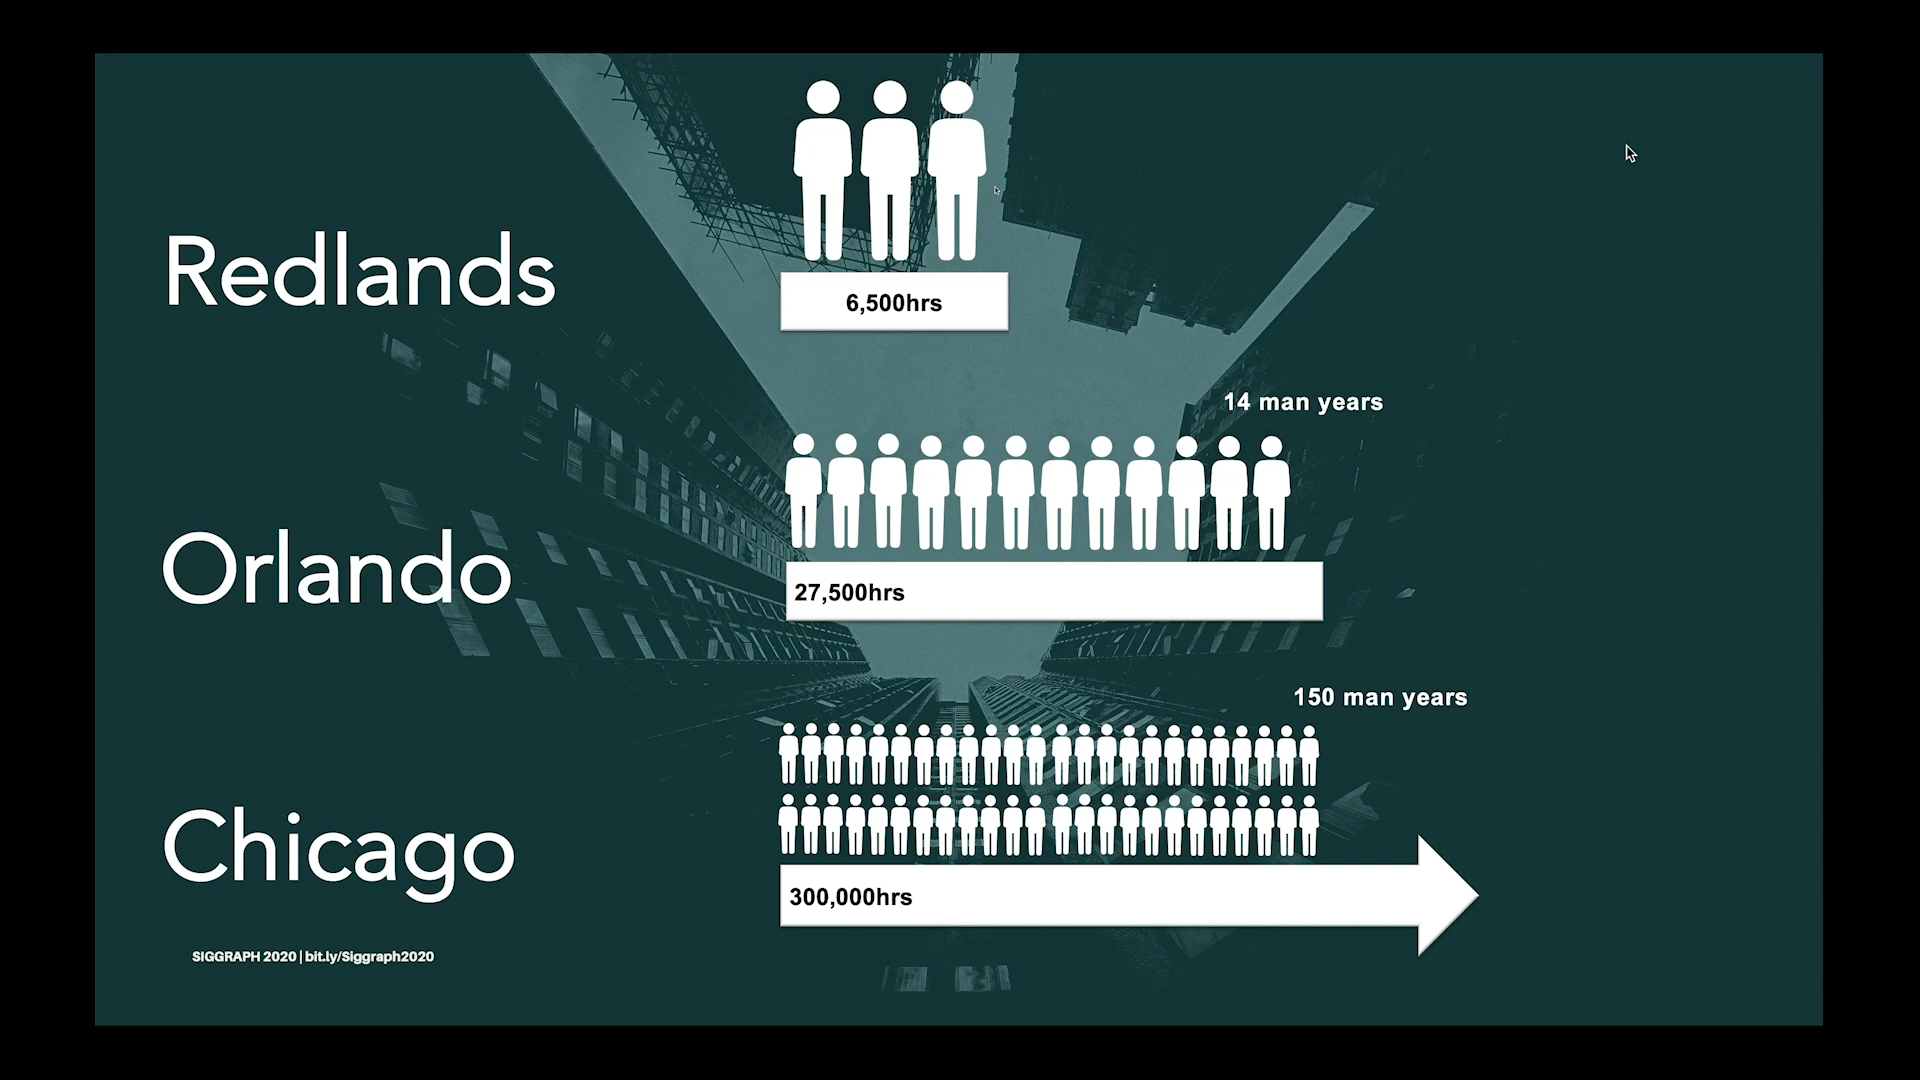 Redlands
6,500hrs
14 man years
Orlando
27,500hrs
150 man years
Chicago
300,000hrs
SIGGRAPH 2020 | bit.ly/Siggraph2020